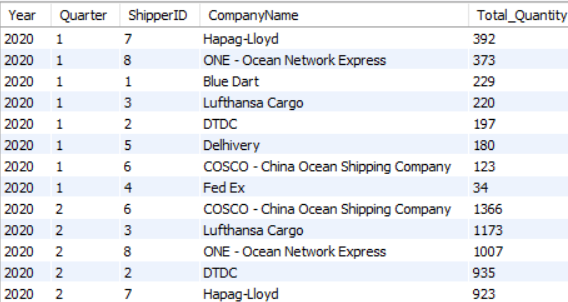 Year Quarter ShipperID CompanyName Total_Quantity
2020 1 7 Hapag-Lloyd 392
2020 1 8 ONE - Ocean Network Express 373
2020 1 1 Blue Dart 229
2020 1 3 Lufthansa Cargo 220
2020 1 2 DTDC 197
2020 1 5 Delhivery 180
2020 1 6 COSCO - China Ocean Shipping Company 123
2020 1 4 Fed Ex 34
2020 2 6 COSCO - China Ocean Shipping Company 1366
2020 2 3 Lufthansa Cargo 1173
2020 2 8 ONE - Ocean Network Express 1007
2020 2 2 DTDC 935
2020 2 7 Hapag-Lloyd 923